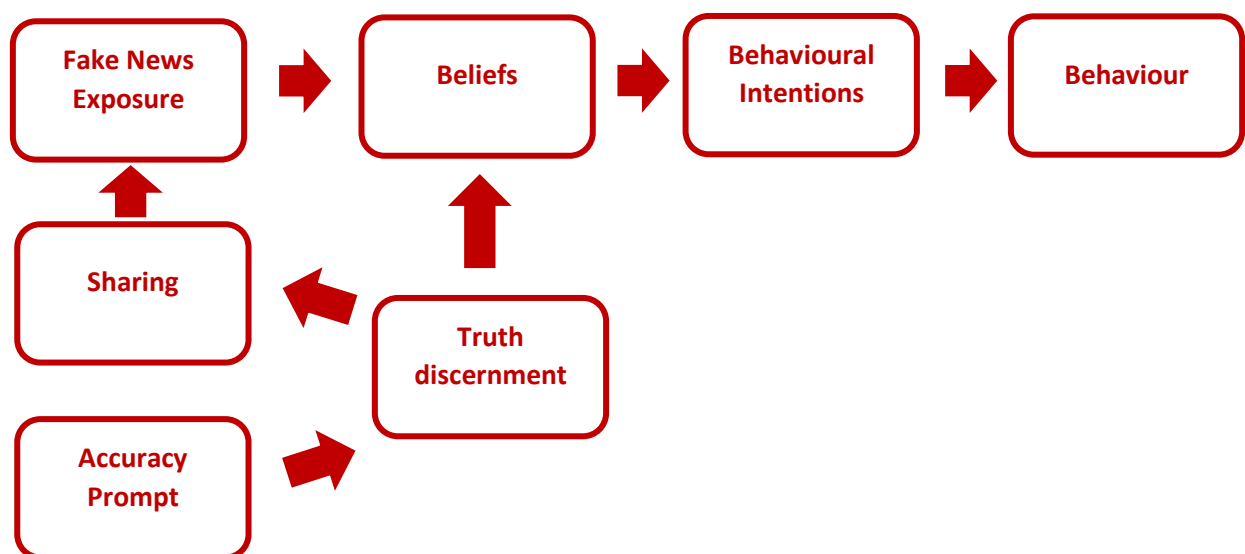 Fake News
Exposure
Beliefs
Behavioural
Intentions
Behaviour
Sharing
Truth
discernment
Accuracy
Prompt